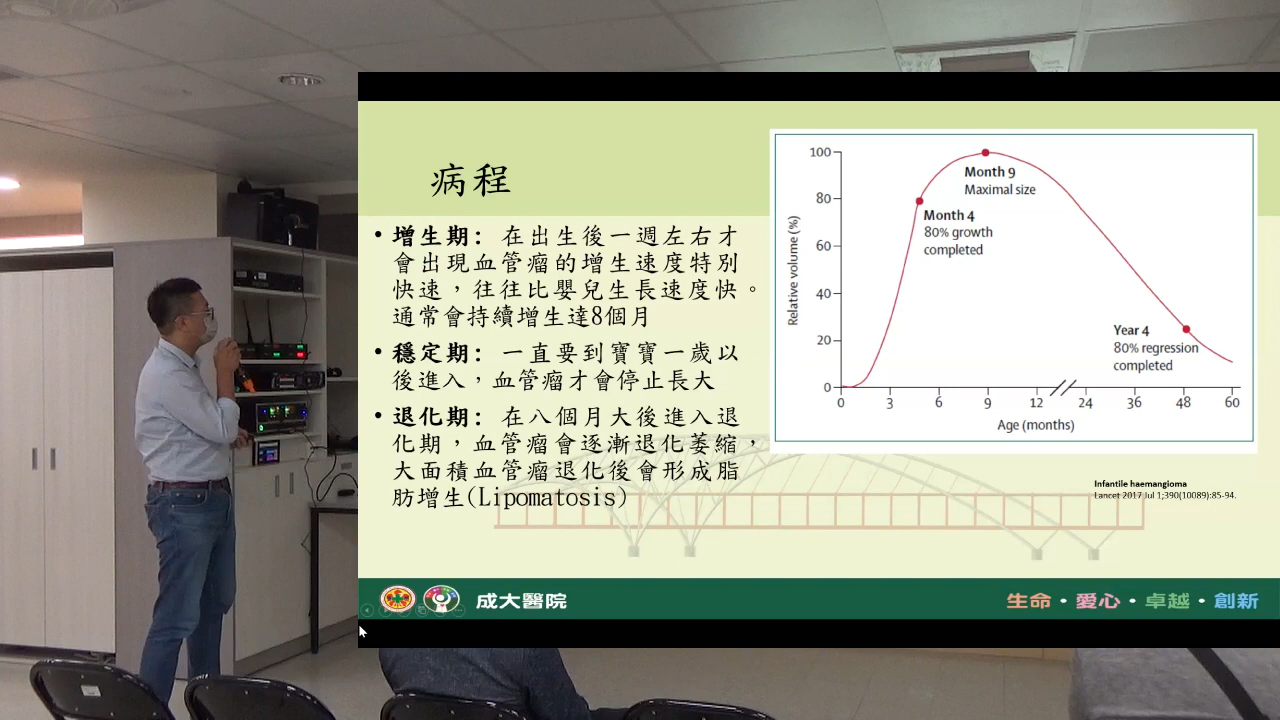 病程
• 增生期: 在出生後一週左右才
會出現血管瘤的增生速度特別
快速,往往比嬰兒生長速度快。
通常會持續增生達8個月
• 穩定期: 一直要到寶寶一歲以
後進入,血管瘤才會停止長大
• 退化期: 在八個月大後進入退
化期,血管瘤會逐漸退化萎縮,
大面積血管瘤退化後會形成脂
肪增生(Lipomatosis)
Relative volume (%)
100
80
60
40
20
0
Month 9
Maximal size
Month 4
80% growth
completed
Year 4
80% regression
completed
0 3 6 9 12 24 36 48 60
Age (months)
Infantile haemangioma
Lancet 2017 Jul 1;390(10089):85-94.
成大醫院
生命・愛心・卓越・創新